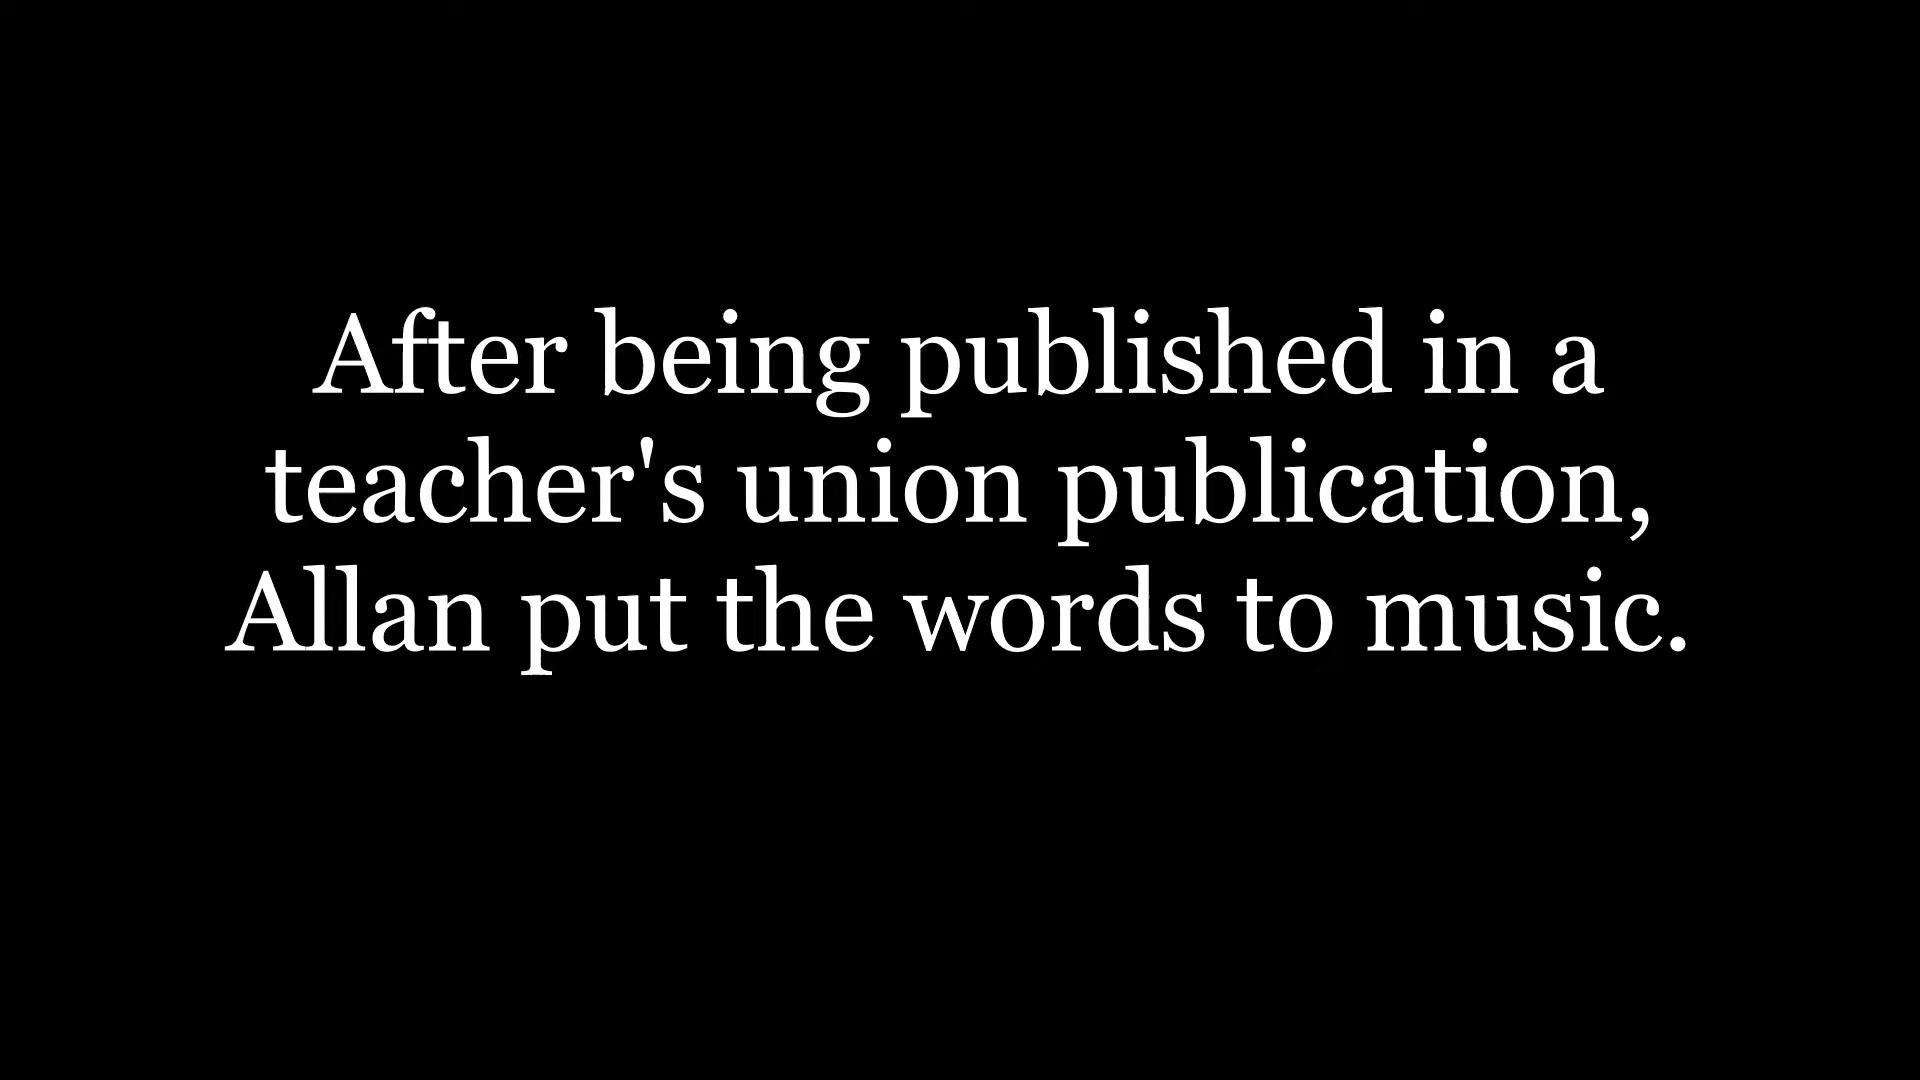 After being published in a
teacher's union publication,
Allan put the words to music.